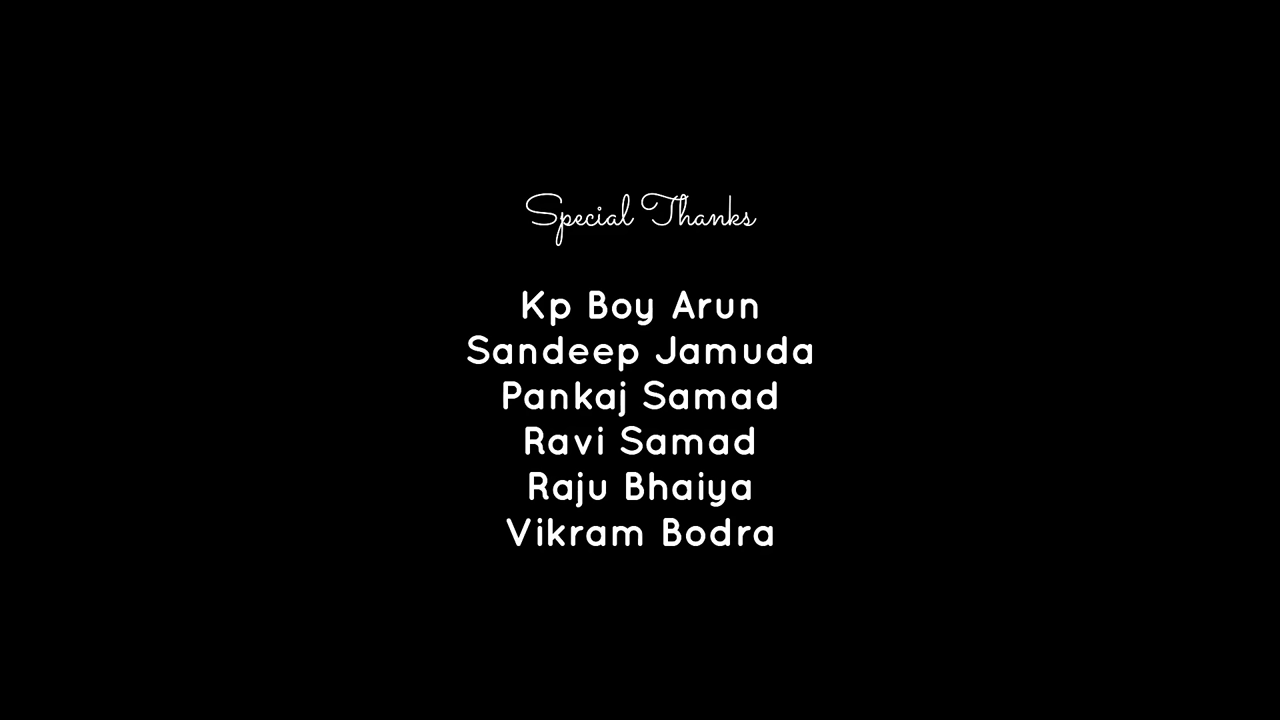 Special Thanks
Kp Boy Arun
Sandeep Jamuda
Pankaj Samad
Ravi Samad
Raju Bhaiya
Vikram Bodra